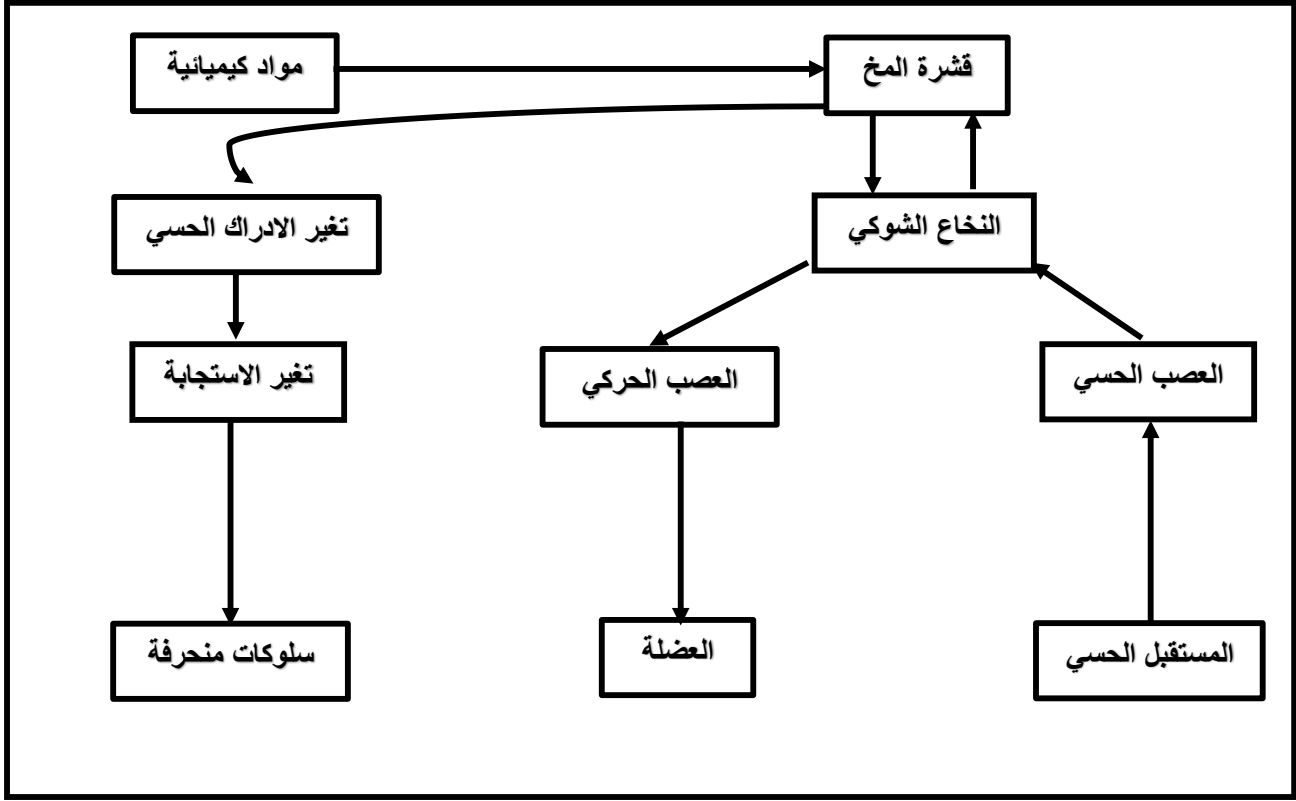 قشرة المخ
مواد كيميائية
النخاع الشوكي
تغير الادراك الحسي
العصب الحسي
العصب الحركي
تغير الاستجابة
المستقبل الحسي
العضلة
سلوكات منحرفة